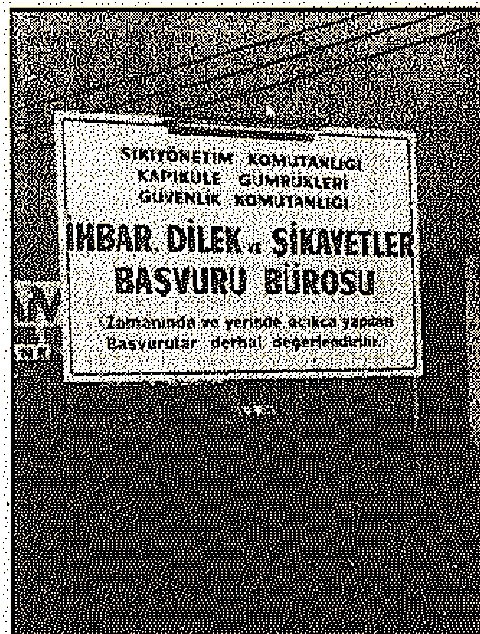 SIKIYÖNETİM KOMUTANLIĞI
KAPIKULE GÜMRÜKLERİ
GÜVENLİK KOMUTANLIĞI
İHBAR, DİLEK ve ŞİKAYETLER
BAŞVURU BÜROSU
Zamanında ve yerinde açıkca yapılan
Başvurular derhal değerlendirilir.